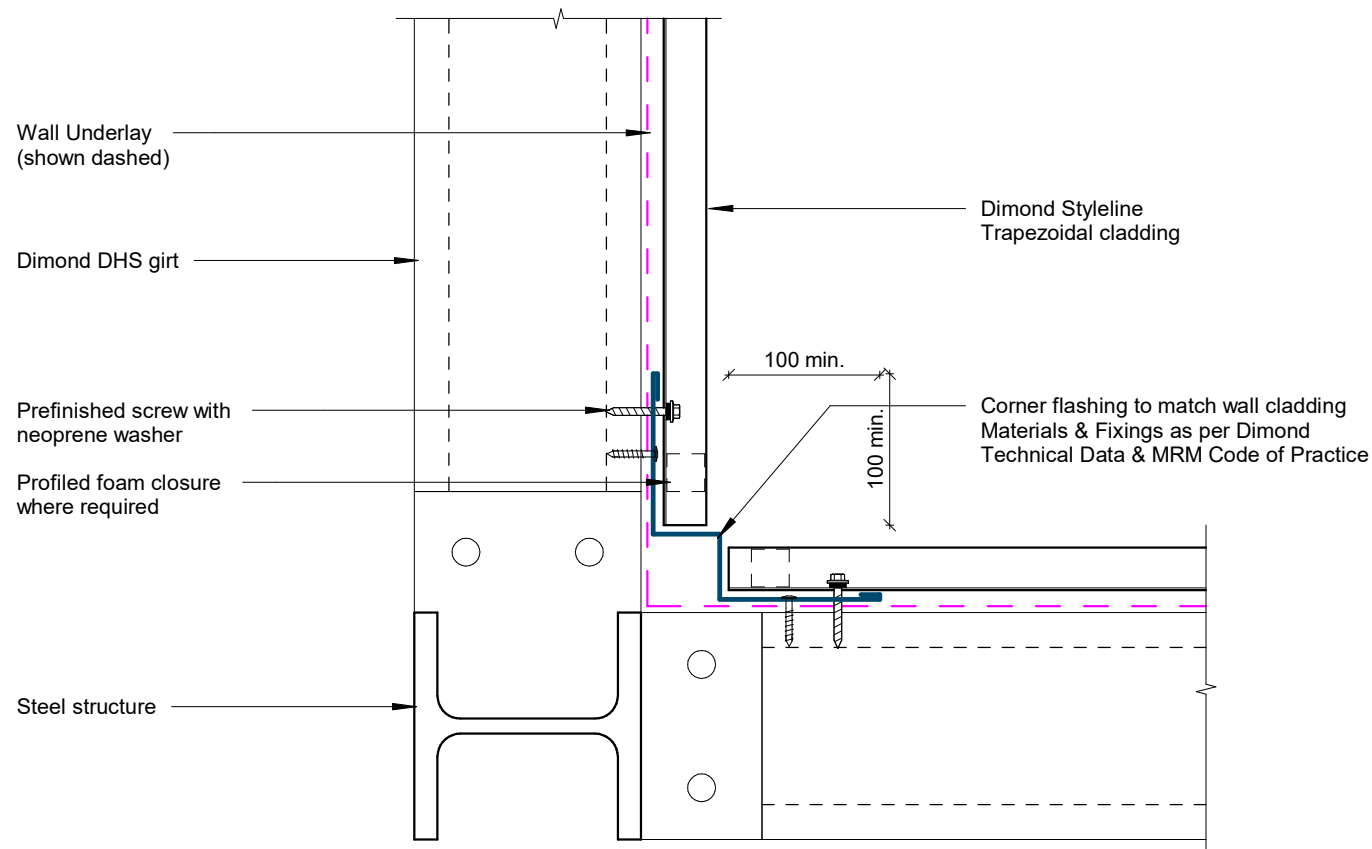 Wall Underlay
(shown dashed)
Dimond DHS girt
Prefinished screw with
neoprene washer
Profiled foam closure
where required
Steel structure
Dimond Styleline
Trapezoidal cladding
100 min.
100 min.
Corner flashing to match wall cladding
Materials & Fixings as per Dimond
Technical Data & MRM Code of Practice